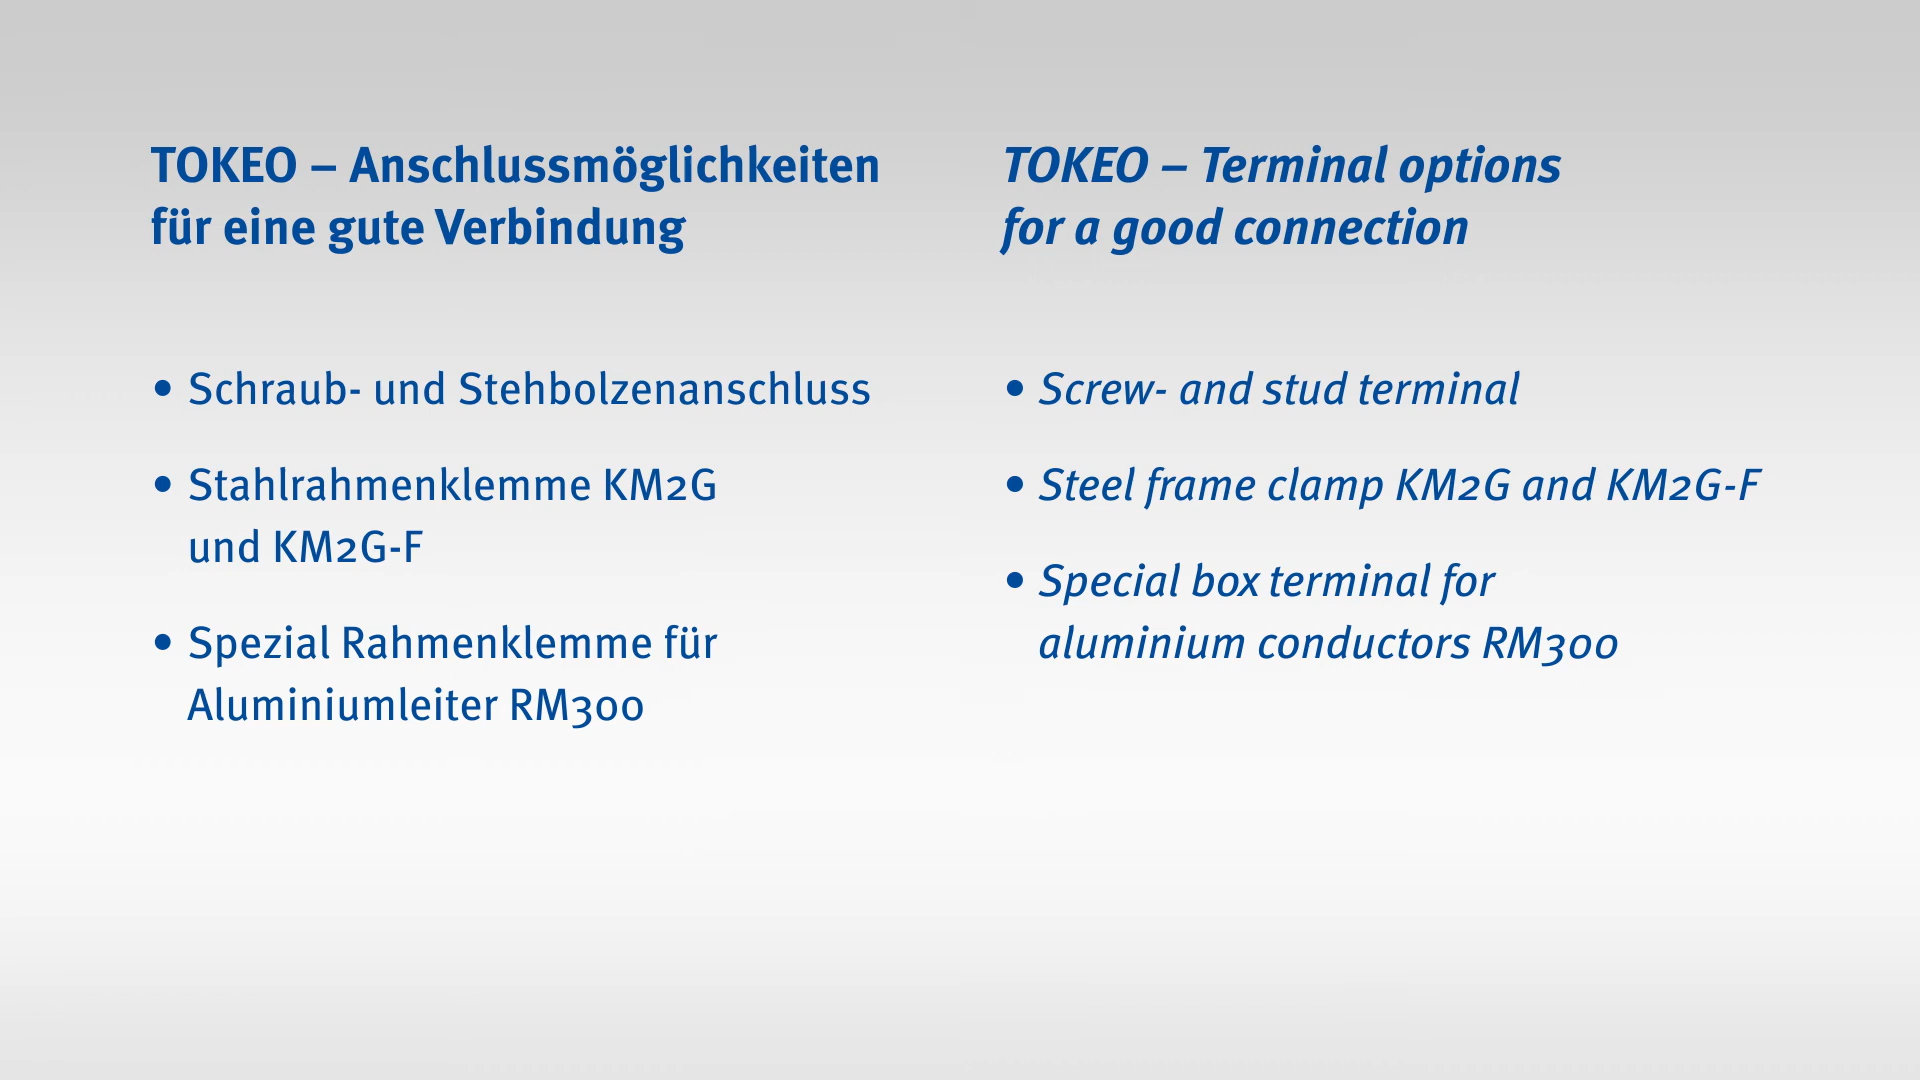 TOKEO – Anschlussmöglichkeiten
für eine gute Verbindung
• Schraub- und Stehbolzenanschluss
• Stahlrahmenklemme KM2G
und KM2G-F
• Spezial Rahmenklemme für
Aluminiumleiter RM300
TOKEO – Terminal options
for a good connection
• Screw- and stud terminal
• Steel frame clamp KM2G and KM2G-F
• Special box terminal for
aluminium conductors RM300